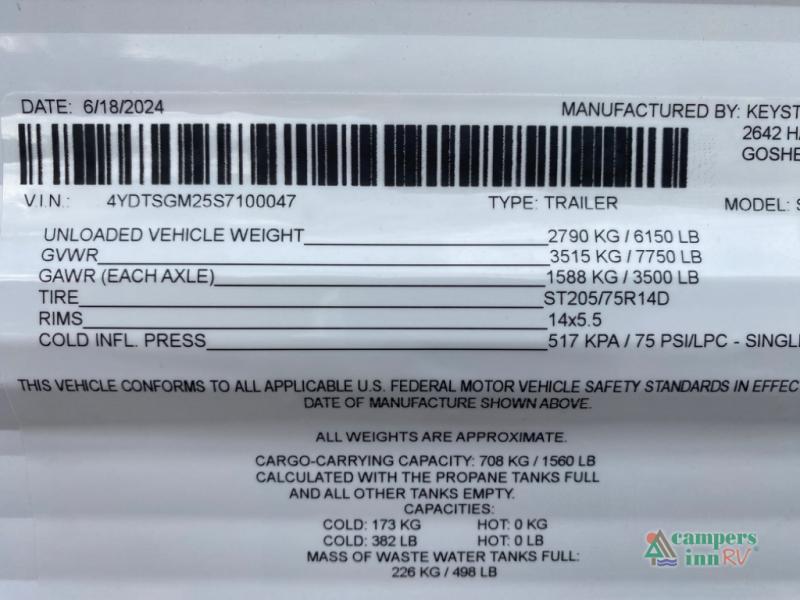 DATE: 6/18/2024
MANUFACTURED BY: KEYST
2642 H
GOSHE
V.I.N.: 4YDTSGM25S7100047 TYPE: TRAILER MODEL: S
UNLOADED VEHICLE WEIGHT 2790 KG / 6150 LB
GVWR 3515 KG / 7750 LB
GAWR (EACH AXLE) 1588 KG / 3500 LB
TIRE ST205/75R14D
RIMS 14x5.5
COLD INFL. PRESS 517 KPA / 75 PSI/LPC - SINGL
THIS VEHICLE CONFORMS TO ALL APPLICABLE U.S. FEDERAL MOTOR VEHICLE SAFETY STANDARDS IN EFFEC
DATE OF MANUFACTURE SHOWN ABOVE.
ALL WEIGHTS ARE APPROXIMATE.
CARGO-CARRYING CAPACITY: 708 KG / 1560 LB
CALCULATED WITH THE PROPANE TANKS FULL
AND ALL OTHER TANKS EMPTY.
CAPACITIES:
COLD: 173 KG HOT: 0 KG
COLD: 382 LB HOT: 0 LB
MASS OF WASTE WATER TANKS FULL:
226 KG / 498 LB
campers
inn RV